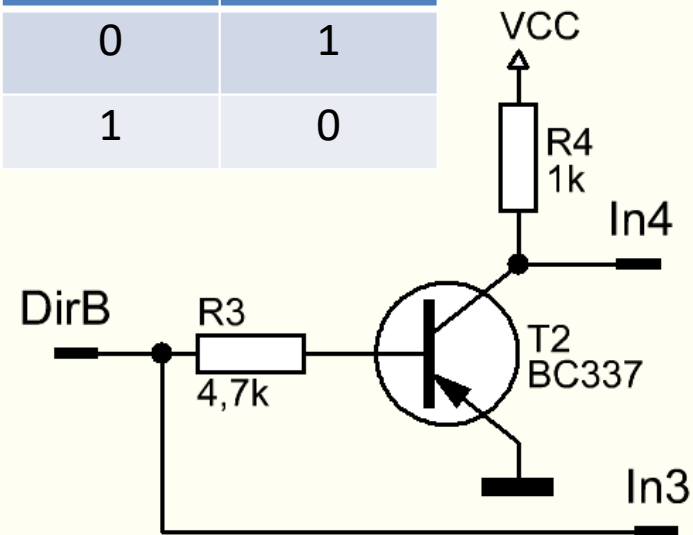 0 1
1 0
VCC
R4
1k
In4
DirB
R3
4,7k
T2
BC337
In3